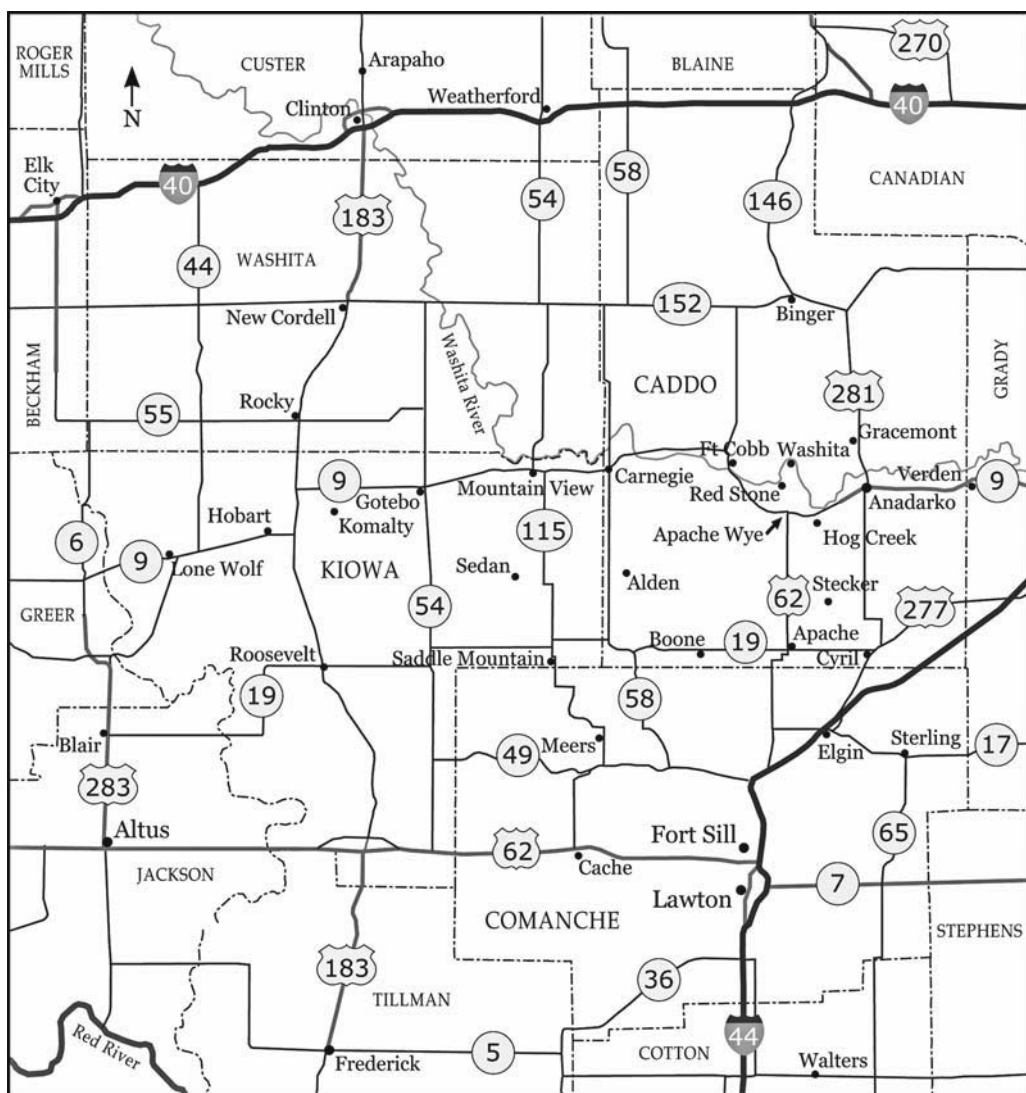 ROGER
MILLS
CUSTER
Arapaho
BLAINE
270
N
Clinton
Weatherford
40
Elk
City
40
58
CANADIAN
54
146
183
44
WASHITA
152
New Cordell
Binger
Washita River
BECKHAM
CADDO
GRADY
281
55
Rocky
Gracemont
Ft Cobb
Washita
9
Gotebo
Mountain View
Carnegie
Red Stone
Verden
9
Anadarko
Komalty
Hobart
Apache Wye
Hog Creek
6
9
Lone Wolf
115
KIOWA
Sedan
Alden
Stecker
54
62
277
GREER
Boone
19
Apache
Roosevelt
Saddle Mountain
Cyril
19
58
Blair
Meers
Elgin
Sterling
17
49
283
Altus
Fort Sill
65
62
Cache
JACKSON
7
Lawton
COMANCHE
STEPHENS
183
36
TILLMAN
Red River
44
Frederick
5
COTTON
Walters